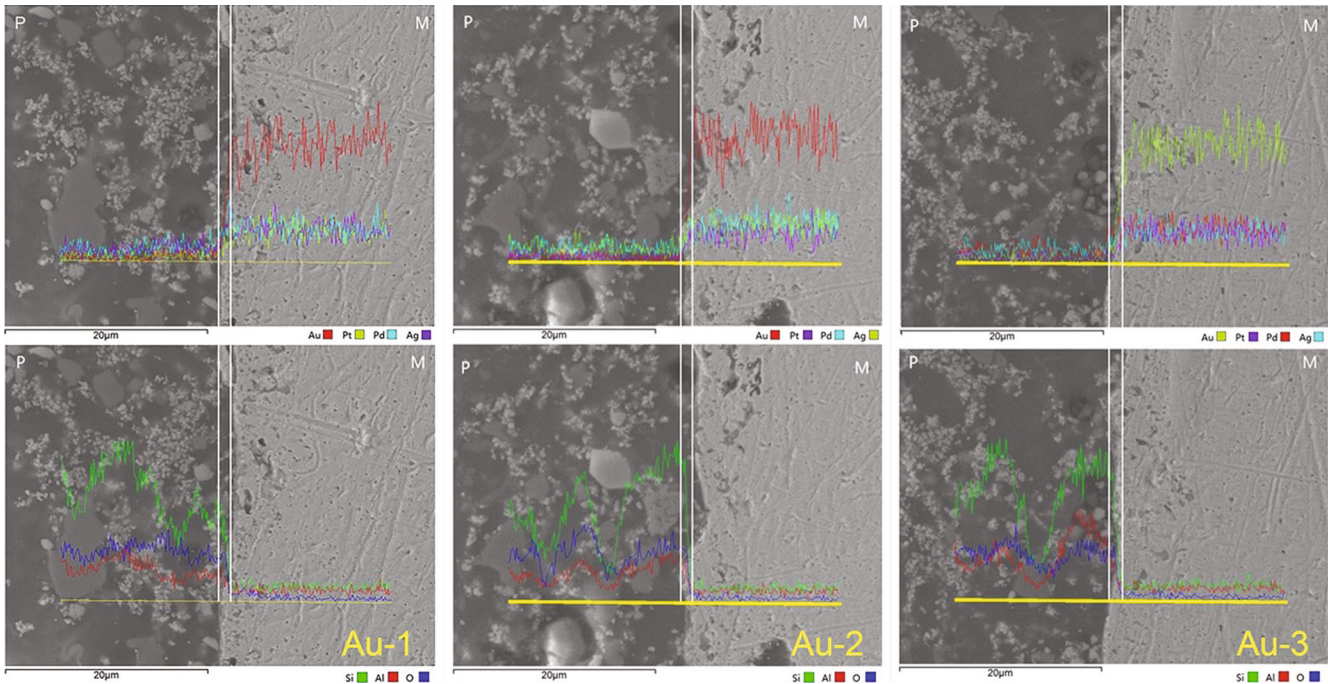 P M
20µm
Au Pt Pd Ag
P M
20µm
Au Pt Pd Ag
P M
20µm
Au Pt Pd Ag
P M
Au-1
20µm
Si Al O
P M
Au-2
20µm
Si Al O
P M
Au-3
20µm
Si Al O